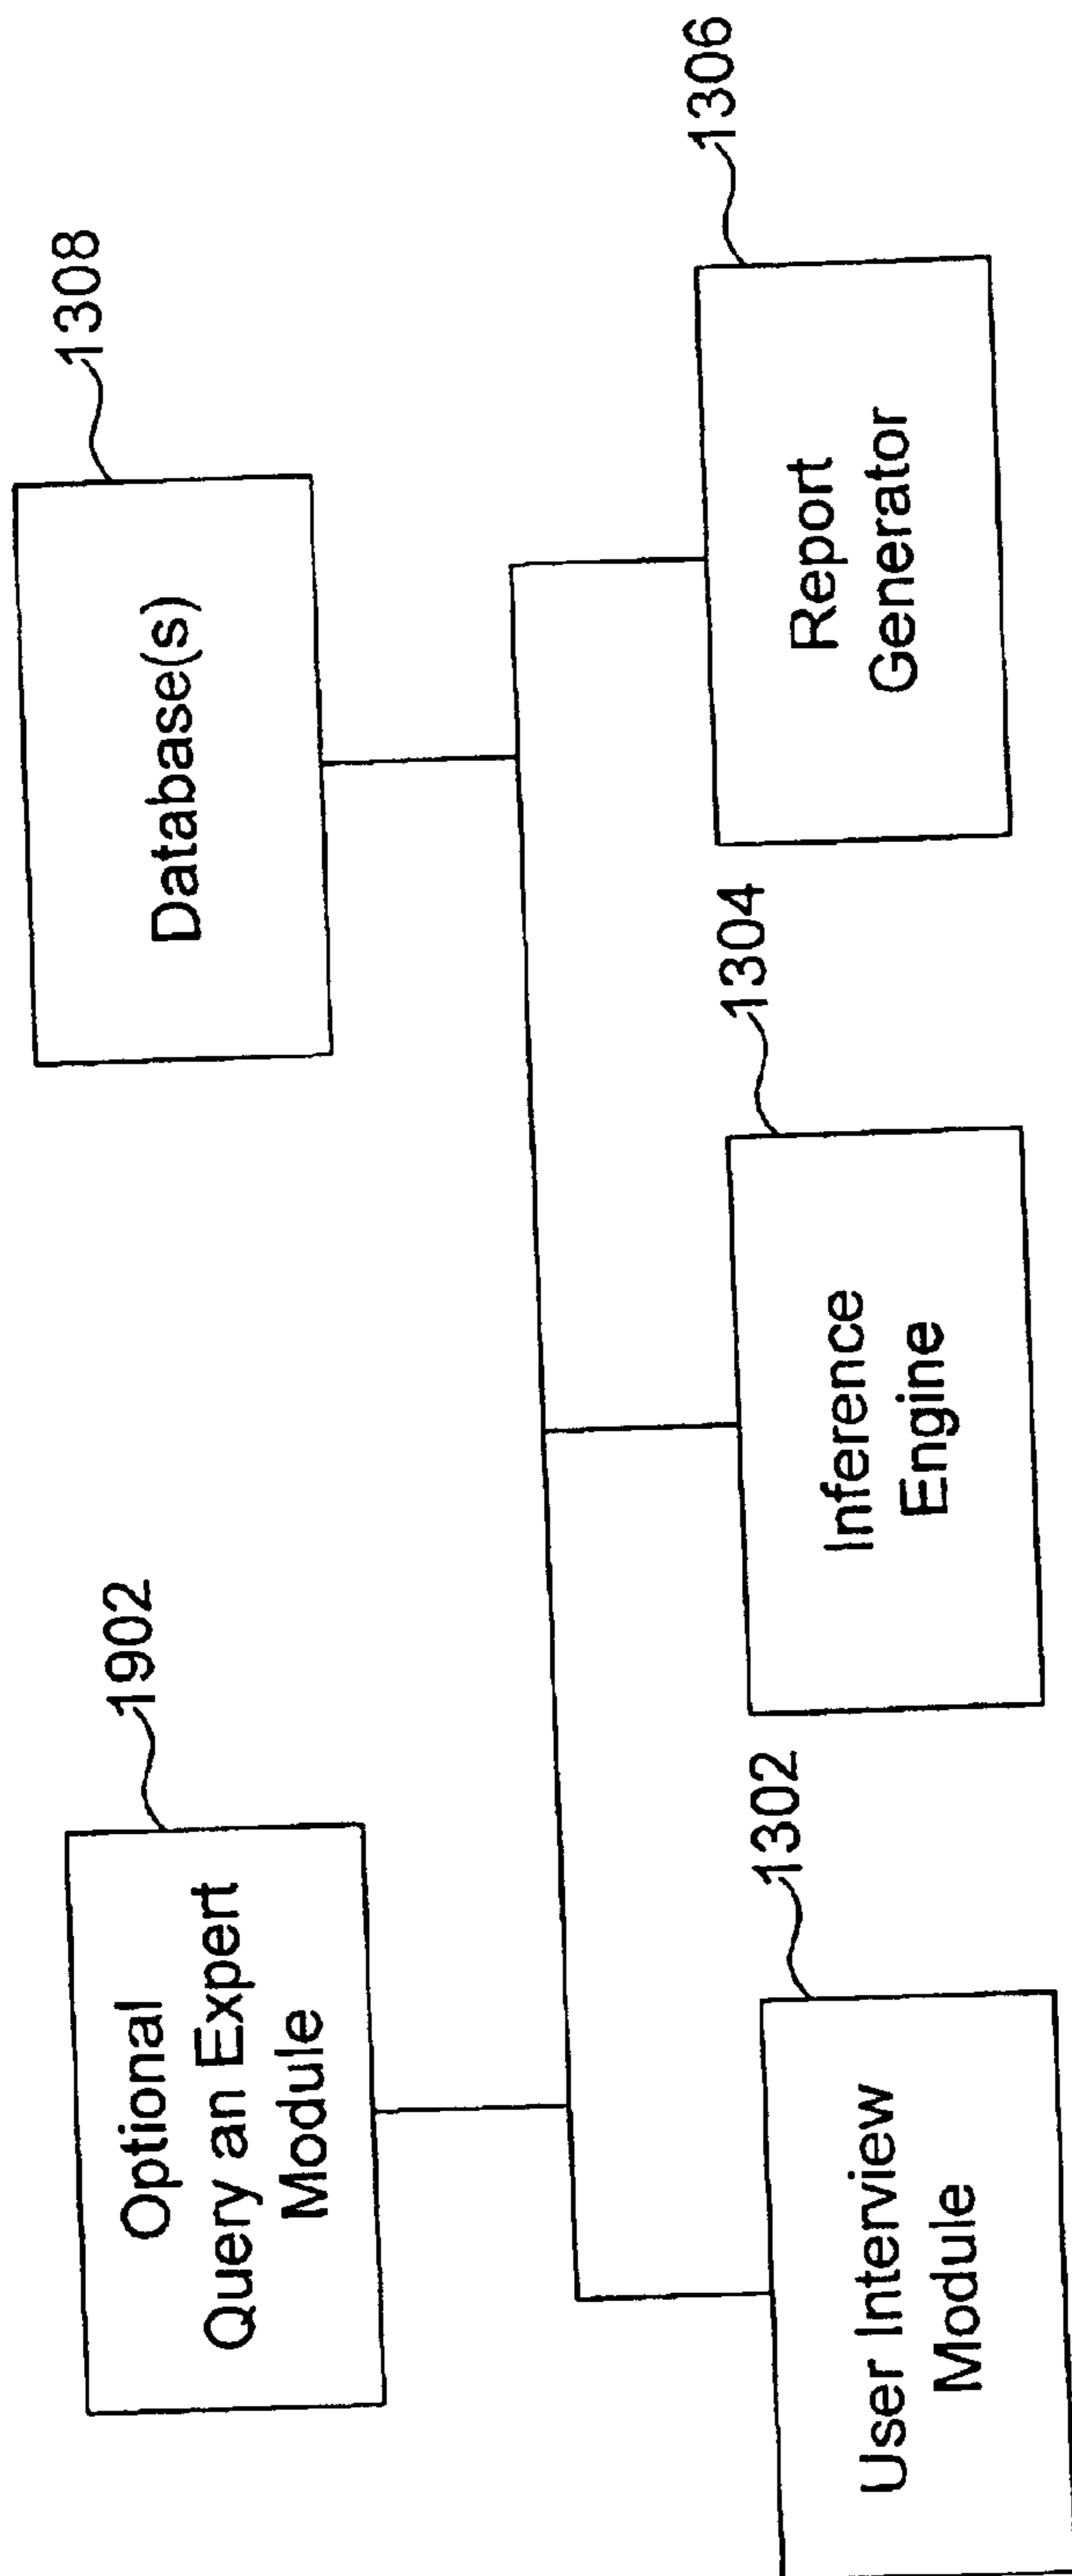 1902
Optional
Query an Expert
Module
1308
Database(s)
1302
User Interview
Module
1304
Inference
Engine
1306
Report
Generator